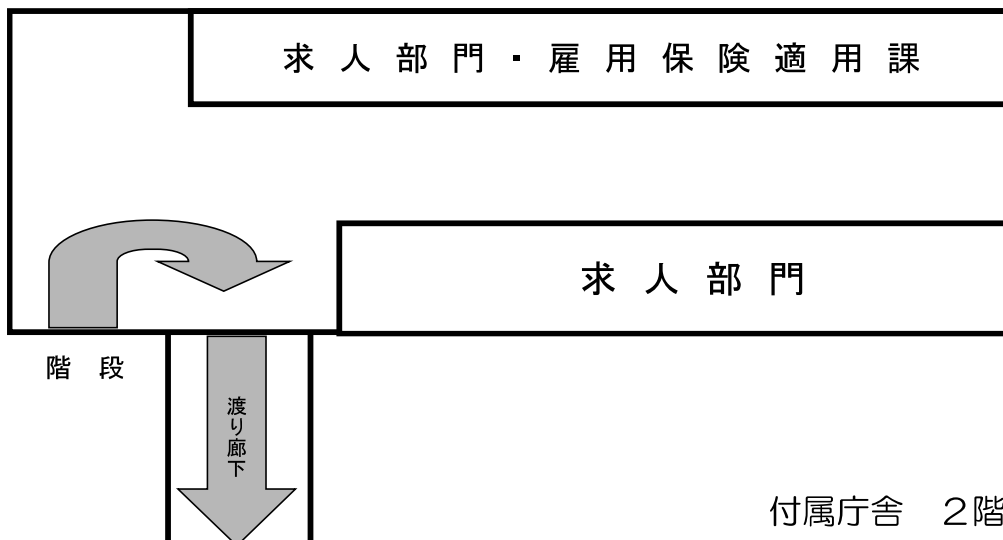 求人部門・雇用保険適用課
求人部門
階段
渡り廊下
付属庁舎　２階